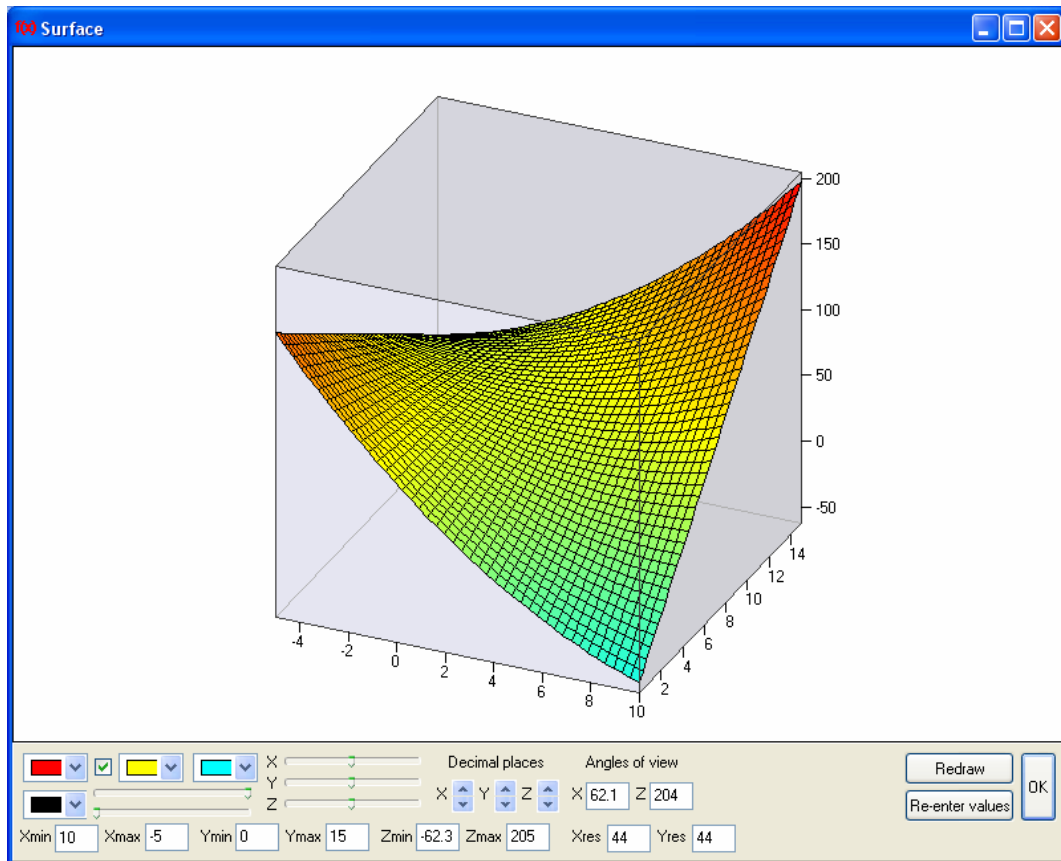 f(x) Surface
200
150
100
50
0
-50
14
12
10
8
6
4
2
-4
-2
0
2
4
6
8
10
X
Y
Z
Decimal places
X Y Z
Angles of view
X 62.1 Z 204
Redraw
Re-enter values
OK
Xmin 10 Xmax -5 Ymin 0 Ymax 15 Zmin -62.3 Zmax 205 Xres 44 Yres 44